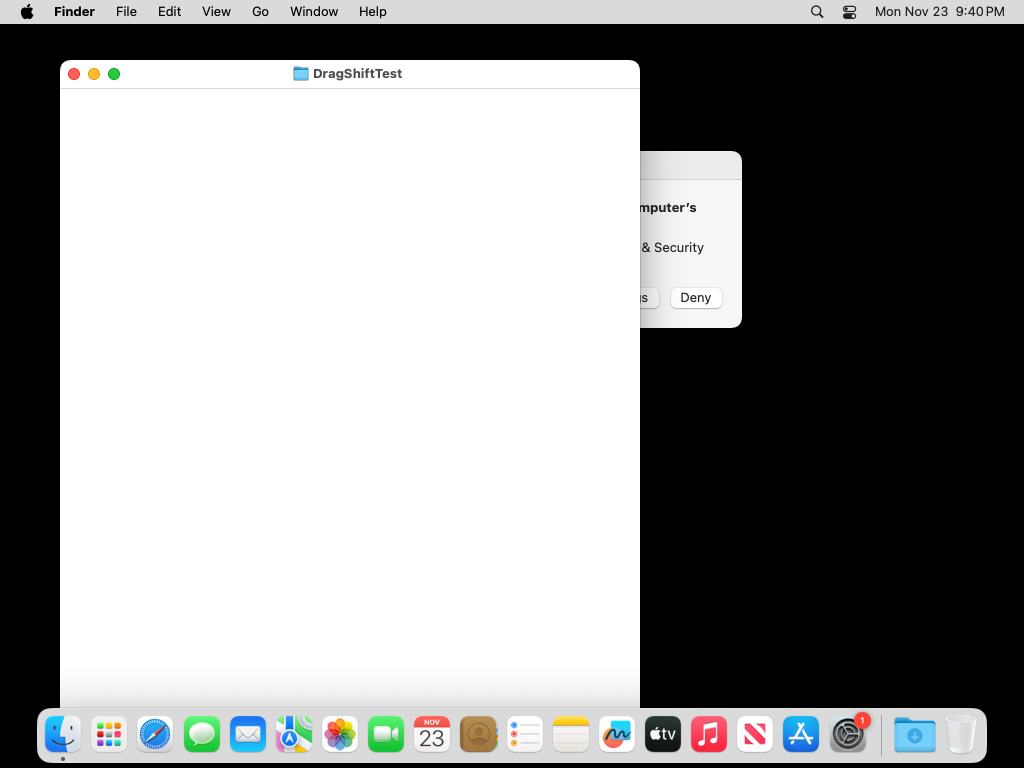 Finder File Edit View Go Window Help Mon Nov 23 9:40 PM
DragShiftTest
& Security
Deny
NOV
23
tv
1